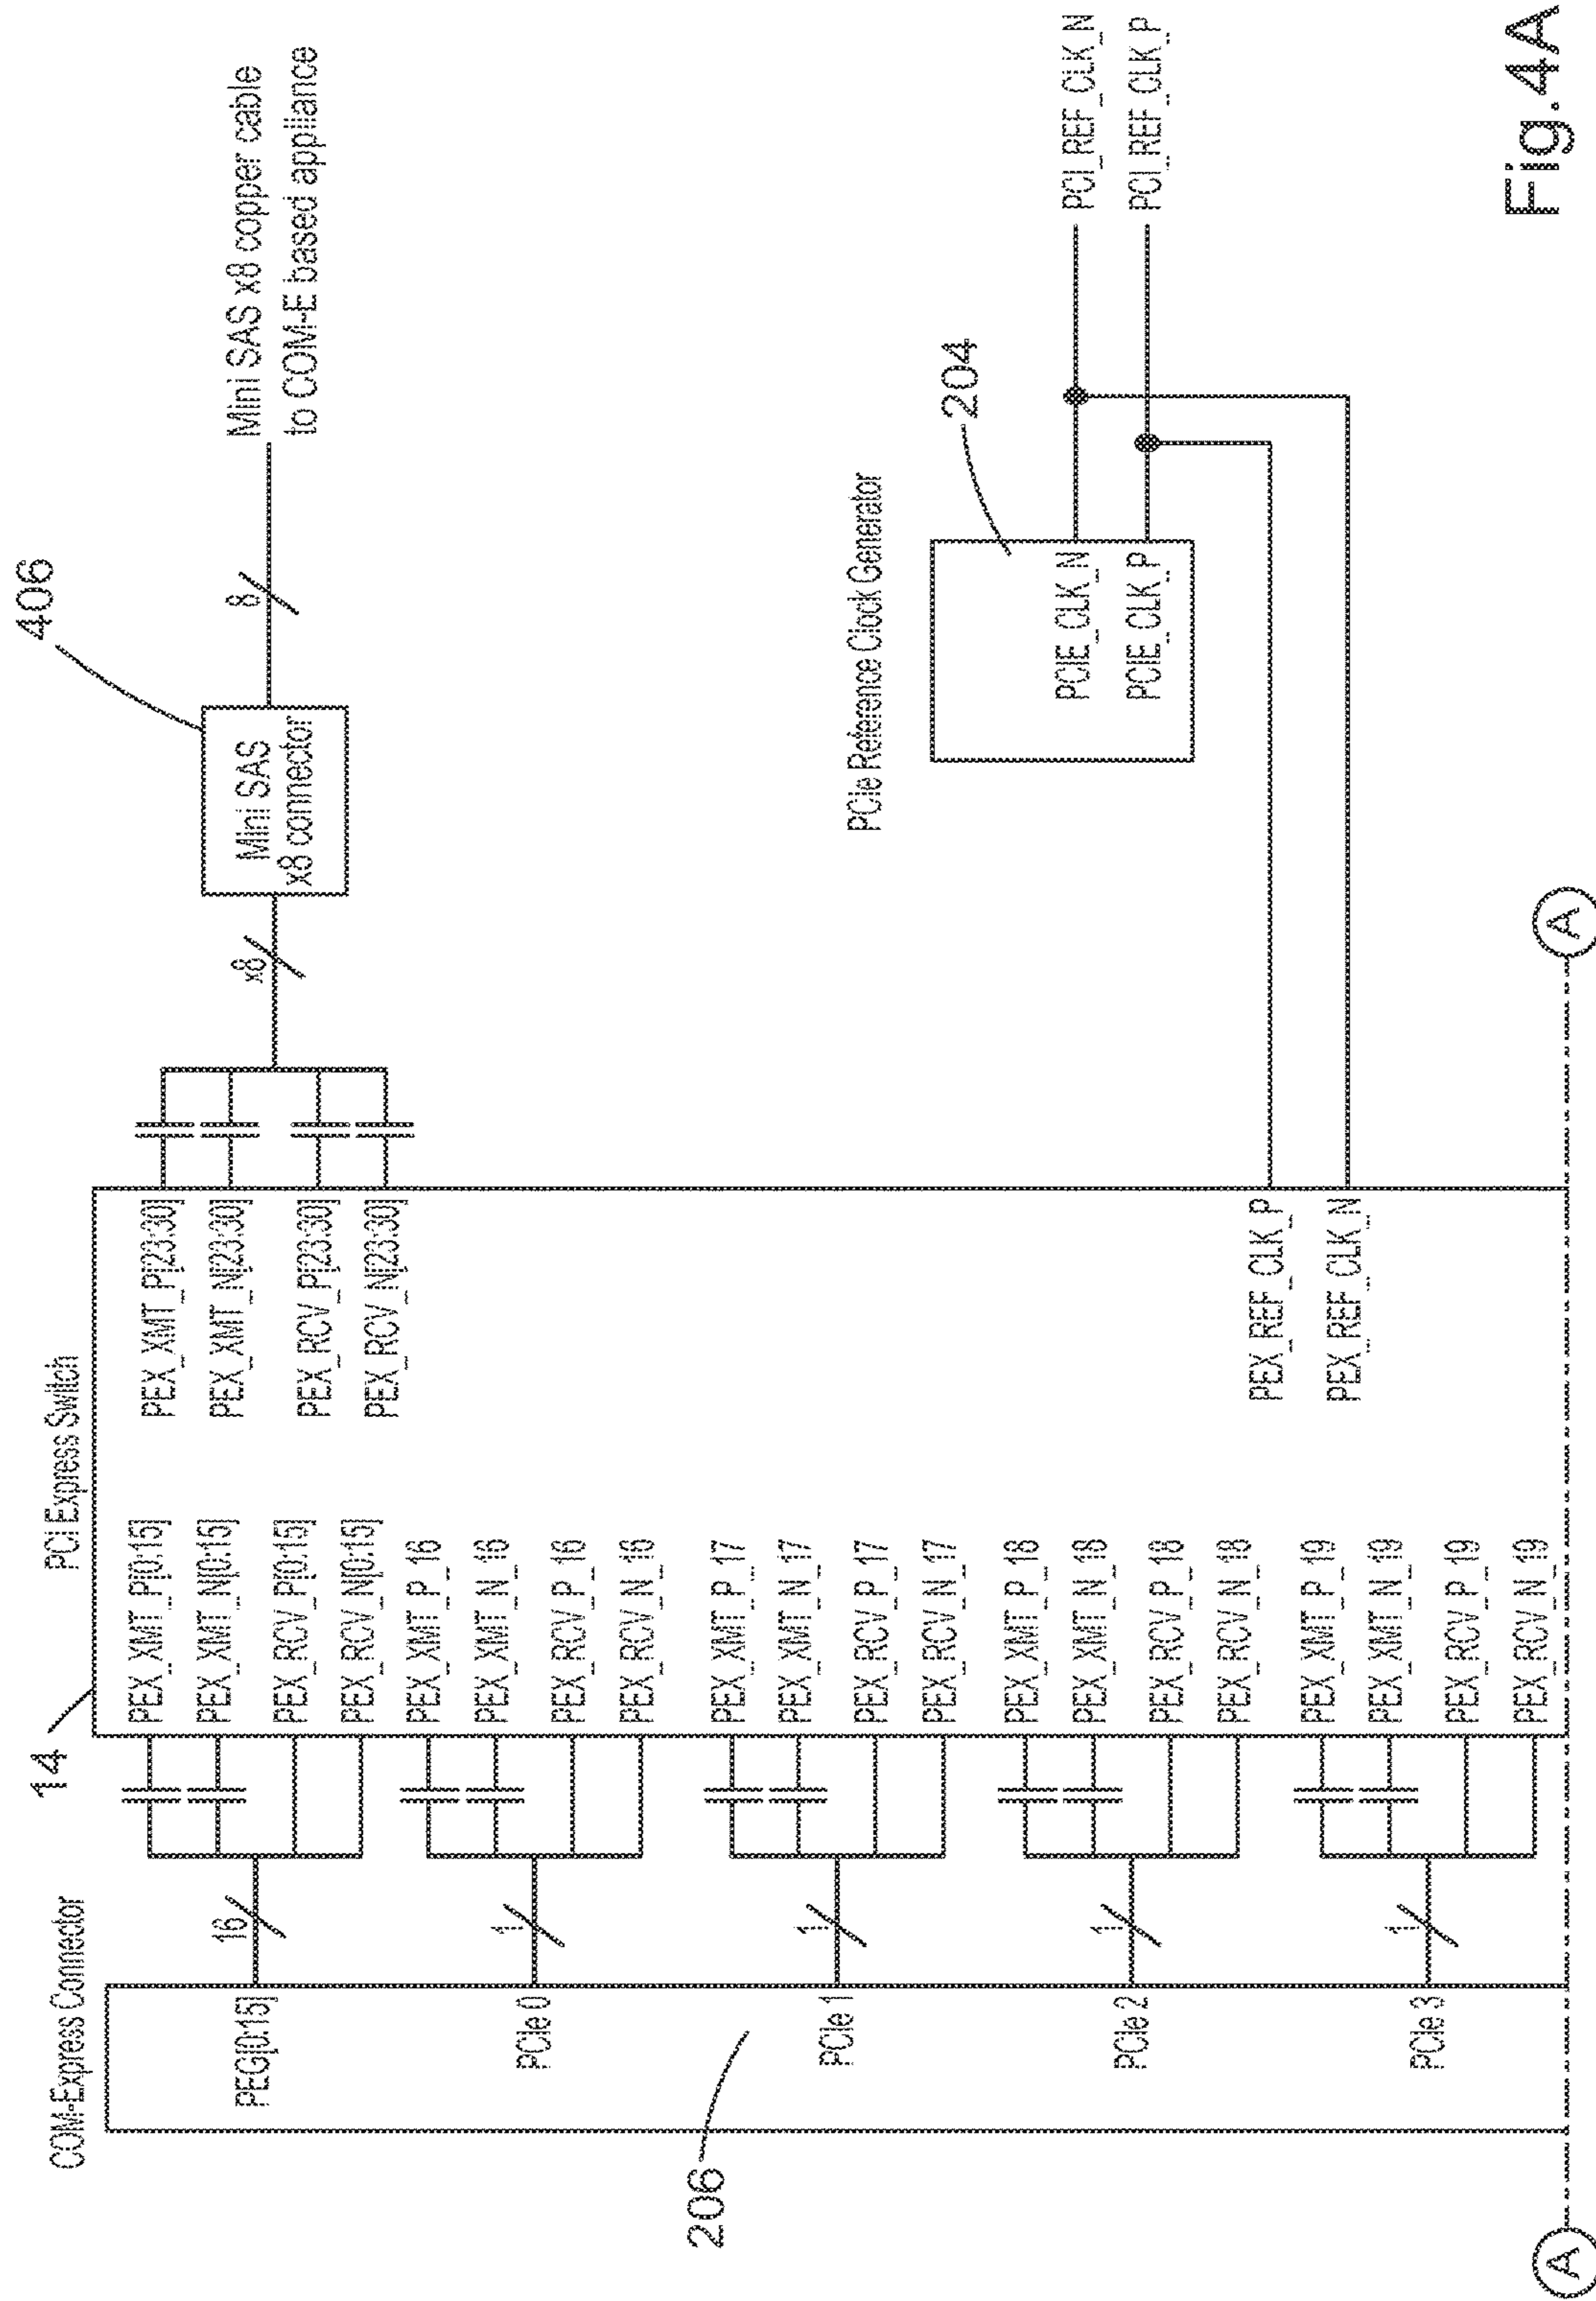 COM-Express Connector
206
PEG[0:15]
PCIe 0
PCIe 1
PCIe 2
PCIe 3
16
1
1
1
1
PCI Express Switch
14
PEX_XMT_P[0:15]
PEX_XMT_N[0:15]
PEX_RCV_P[0:15]
PEX_RCV_N[0:15]
PEX_XMT_P_16
PEX_XMT_N_16
PEX_RCV_P_16
PEX_RCV_N_16
PEX_XMT_P_17
PEX_XMT_N_17
PEX_RCV_P_17
PEX_RCV_N_17
PEX_XMT_P_18
PEX_XMT_N_18
PEX_RCV_P_18
PEX_RCV_N_18
PEX_XMT_P_19
PEX_XMT_N_19
PEX_RCV_P_19
PEX_RCV_N_19
PEX_XMT_P[23:30]
PEX_XMT_N[23:30]
PEX_RCV_P[23:30]
PEX_RCV_N[23:30]
PEX_REF_CLK_P
PEX_REF_CLK_N
x8
406
Mini SAS
x8 connector
8
Mini SAS x8 copper cable
to COM-E based appliance
PCIe Reference Clock Generator
204
PCIE_CLK_N
PCIE_CLK_P
PCI_REF_CLK_N
PCI_REF_CLK_P
A
A
Fig.4A